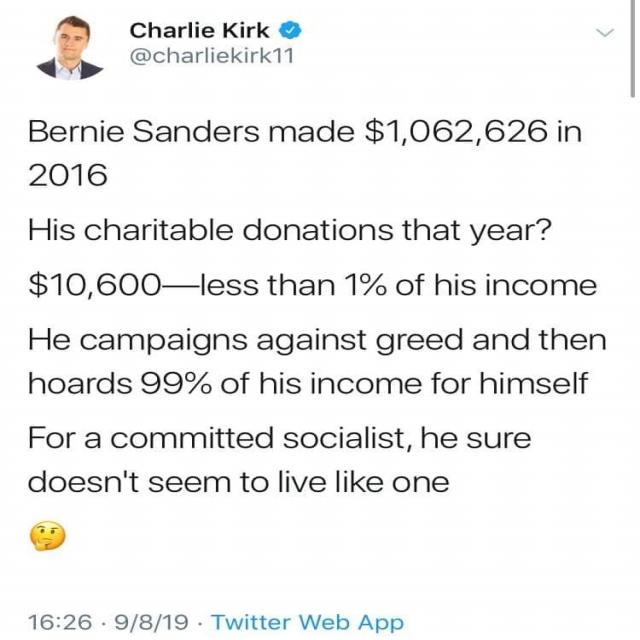 Charlie Kirk
@charliekirk11
Bernie Sanders made $1,062,626 in
2016
His charitable donations that year?
$10,600—less than 1% of his income
He campaigns against greed and then
hoards 99% of his income for himself
For a committed socialist, he sure
doesn't seem to live like one
🤔
16:26 · 9/8/19 · Twitter Web App